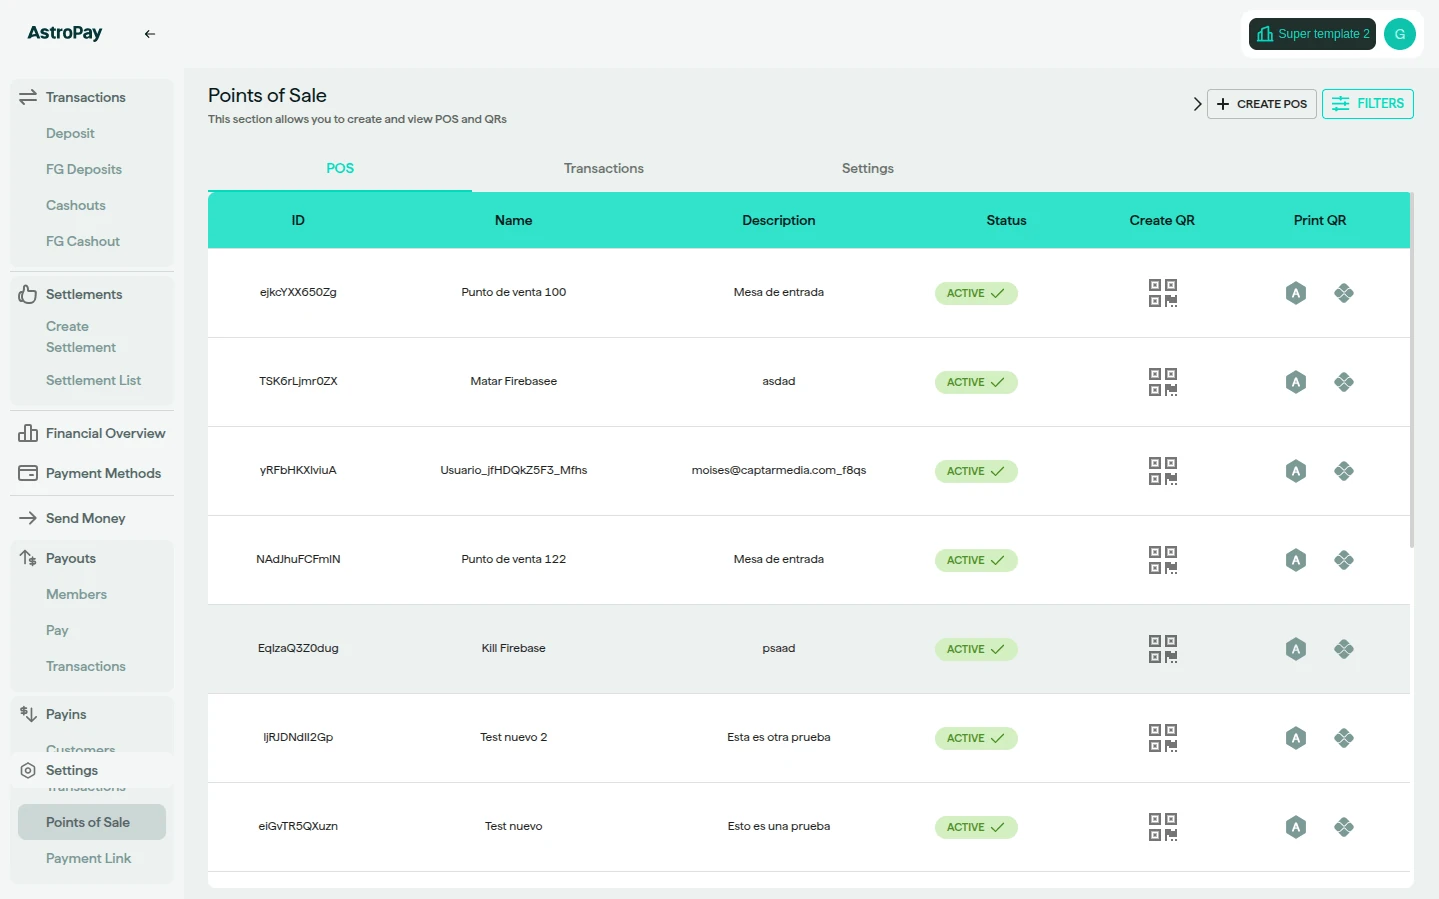 AstroPay
Super template 2
G
Transactions
Deposit
FG Deposits
Cashouts
FG Cashout
Settlements
Create
Settlement
Settlement List
Financial Overview
Payment Methods
Send Money
Payouts
Members
Pay
Transactions
Payins
Customers
Settings
Transactions
Points of Sale
Payment Link
Points of Sale
This section allows you to create and view POS and QRs
CREATE POS
FILTERS
POS Transactions Settings
ID Name Description Status Create QR Print QR
ejkcYXX650Zg Punto de venta 100 Mesa de entrada ACTIVE A
TSK6rLjmr0ZX Matar Firebasee asdad ACTIVE A
yRFbHKXlviuA Usuario_jfHDQkZ5F3_Mfhs moises@captarmedia.com_f8qs ACTIVE A
NAdJhuFCFmlN Punto de venta 122 Mesa de entrada ACTIVE A
EqlzaQ3Z0dug Kill Firebase psaad ACTIVE A
ljRJDNdll2Gp Test nuevo 2 Esta es otra prueba ACTIVE A
eiGvTR5QXuzn Test nuevo Esto es una prueba ACTIVE A